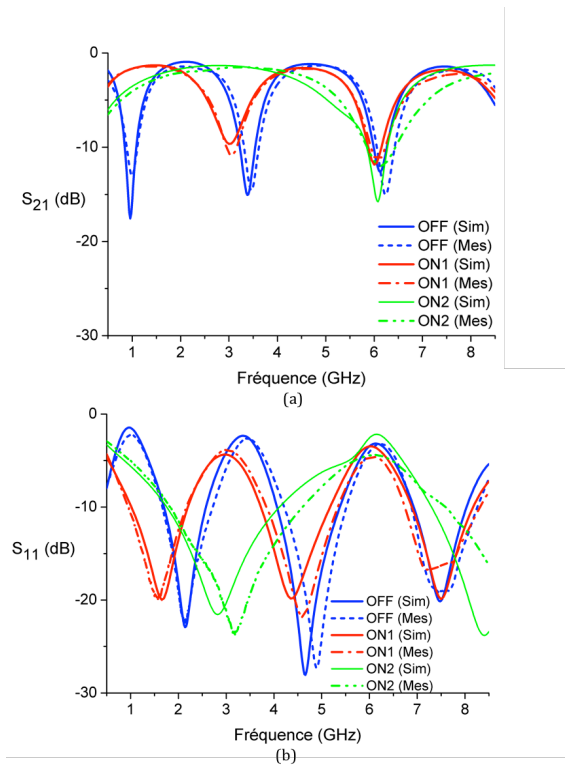 0
-10
-20
-30
S21 (dB)
OFF (Sim)
OFF (Mes)
ON1 (Sim)
ON1 (Mes)
ON2 (Sim)
ON2 (Mes)
1 2 3 4 5 6 7 8
Fréquence (GHz)
(a)
0
-10
-20
-30
S11 (dB)
OFF (Sim)
OFF (Mes)
ON1 (Sim)
ON1 (Mes)
ON2 (Sim)
ON2 (Mes)
1 2 3 4 5 6 7 8
Fréquence (GHz)
(b)